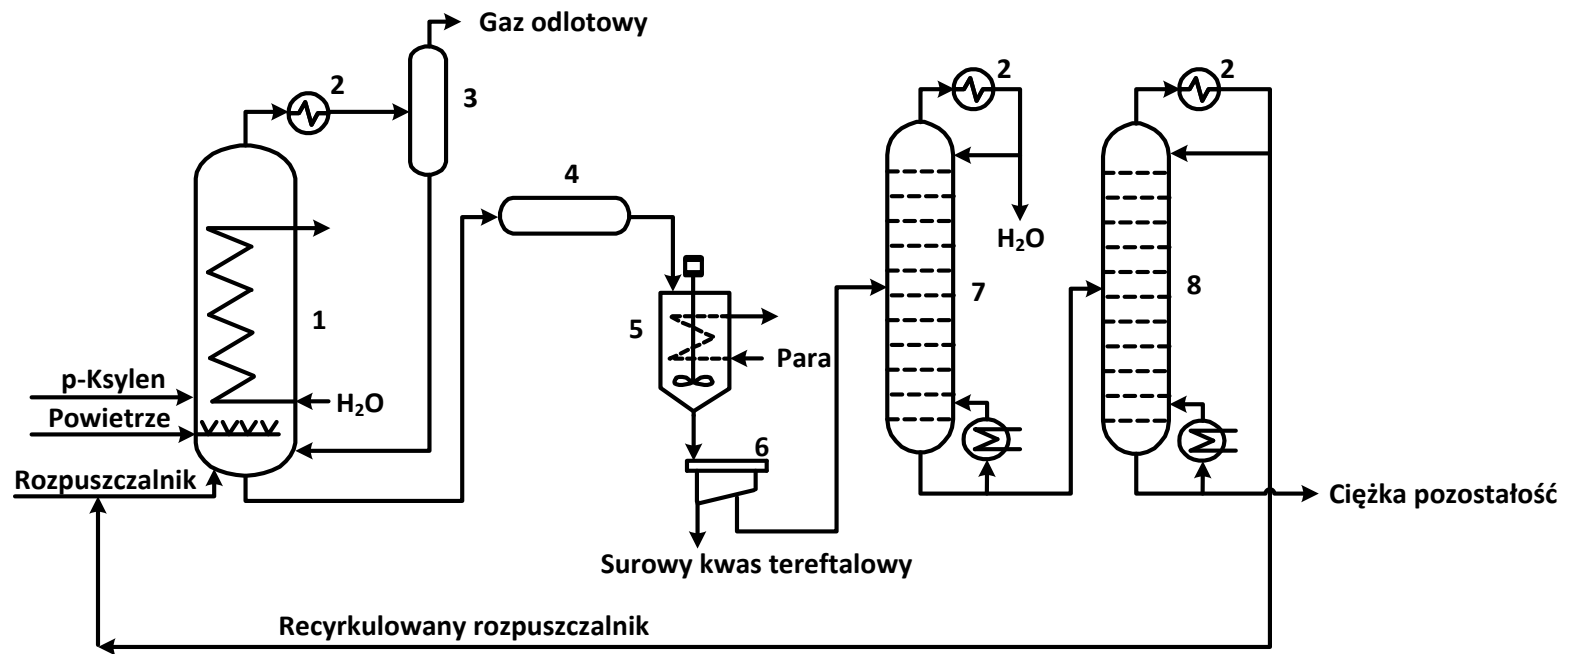 Gaz odlotowy
2
3
2
2
4
H₂O
1
5
7
8
p-Ksylen
Para
H₂O
Powietrze
6
Rozpuszczalnik
Ciężka pozostałość
Surowy kwas tereftalowy
Recyrkulowany rozpuszczalnik